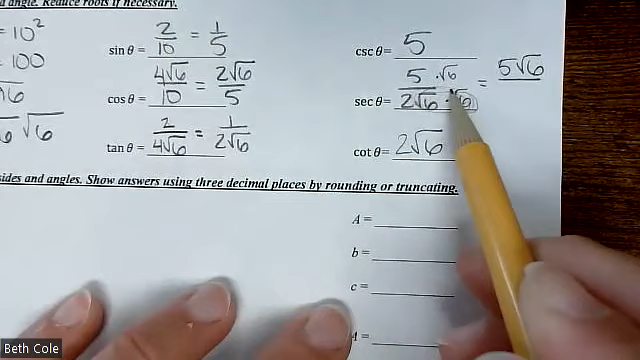 d angle. Reduce roots if necessary.
= 10²
= 100
√6
sin θ = 2/10 = 1/5
csc θ = 5
cos θ = 4√6/10 = 2√6/5
sec θ = 5/2√6 · √6/√6 = 5√6
tan θ = 2/4√6 = 1/2√6
cot θ = 2√6
sides and angles. Show answers using three decimal places by rounding or truncating.
A =
b =
c =
Beth Cole